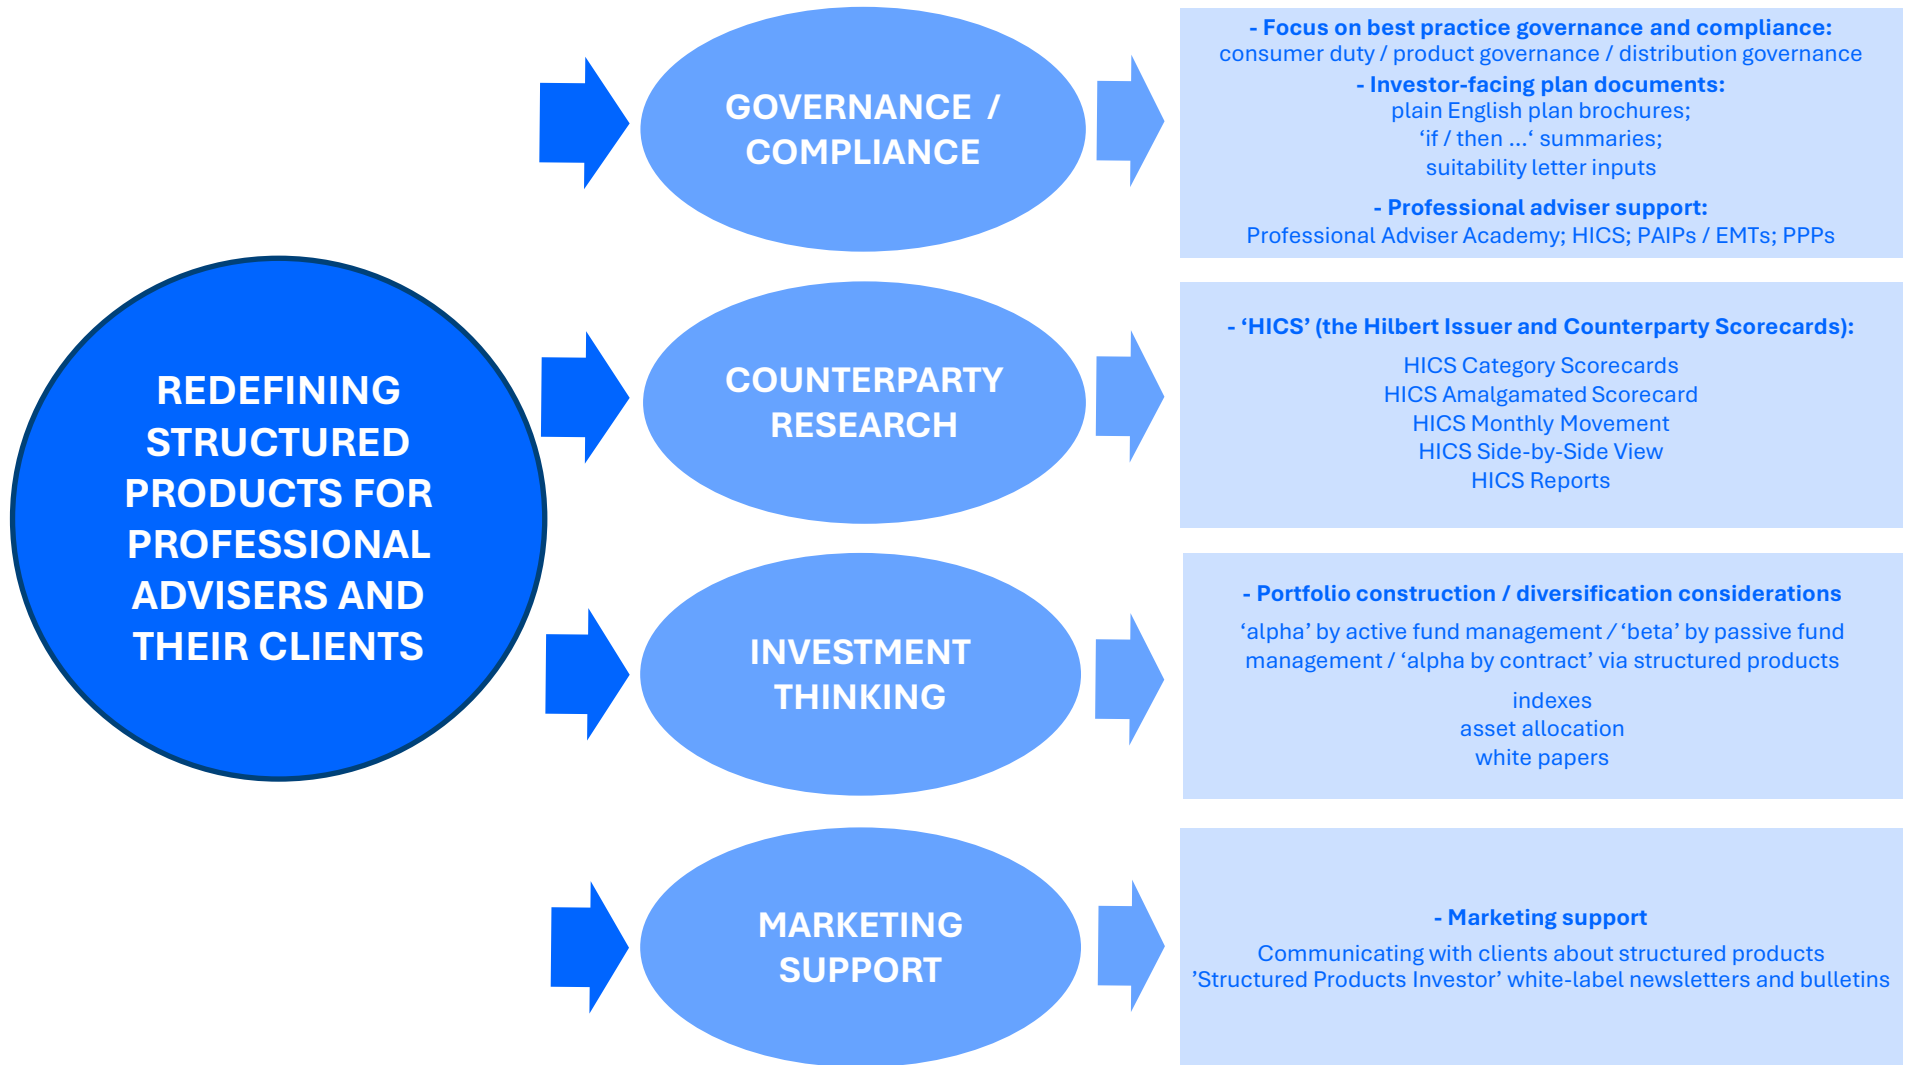 REDEFINING
STRUCTURED
PRODUCTS FOR
PROFESSIONAL
ADVISERS AND
THEIR CLIENTS
GOVERNANCE /
COMPLIANCE
- Focus on best practice governance and compliance:
consumer duty / product governance / distribution governance
- Investor-facing plan documents:
plain English plan brochures;
‘if / then ...‘ summaries;
suitability letter inputs
- Professional adviser support:
Professional Adviser Academy; HICS; PAIPs / EMTs; PPPs
COUNTERPARTY
RESEARCH
- ‘HICS’ (the Hilbert Issuer and Counterparty Scorecards):
HICS Category Scorecards
HICS Amalgamated Scorecard
HICS Monthly Movement
HICS Side-by-Side View
HICS Reports
INVESTMENT
THINKING
- Portfolio construction / diversification considerations
‘alpha’ by active fund management / ‘beta’ by passive fund
management / ‘alpha by contract’ via structured products
indexes
asset allocation
white papers
MARKETING
SUPPORT
- Marketing support
Communicating with clients about structured products
’Structured Products Investor’ white-label newsletters and bulletins